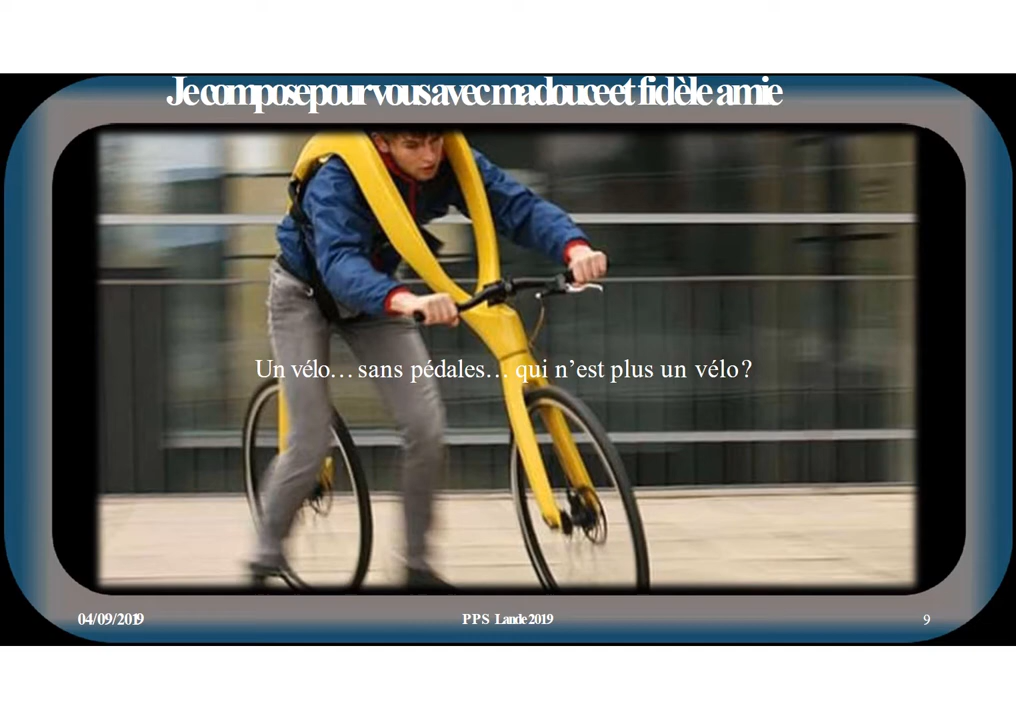 Je compose pour vous avec ma douce et fidèle amie
Un vélo… sans pédales… qui n’est plus un vélo ?
04/09/2019
PPS Lande 2019
9